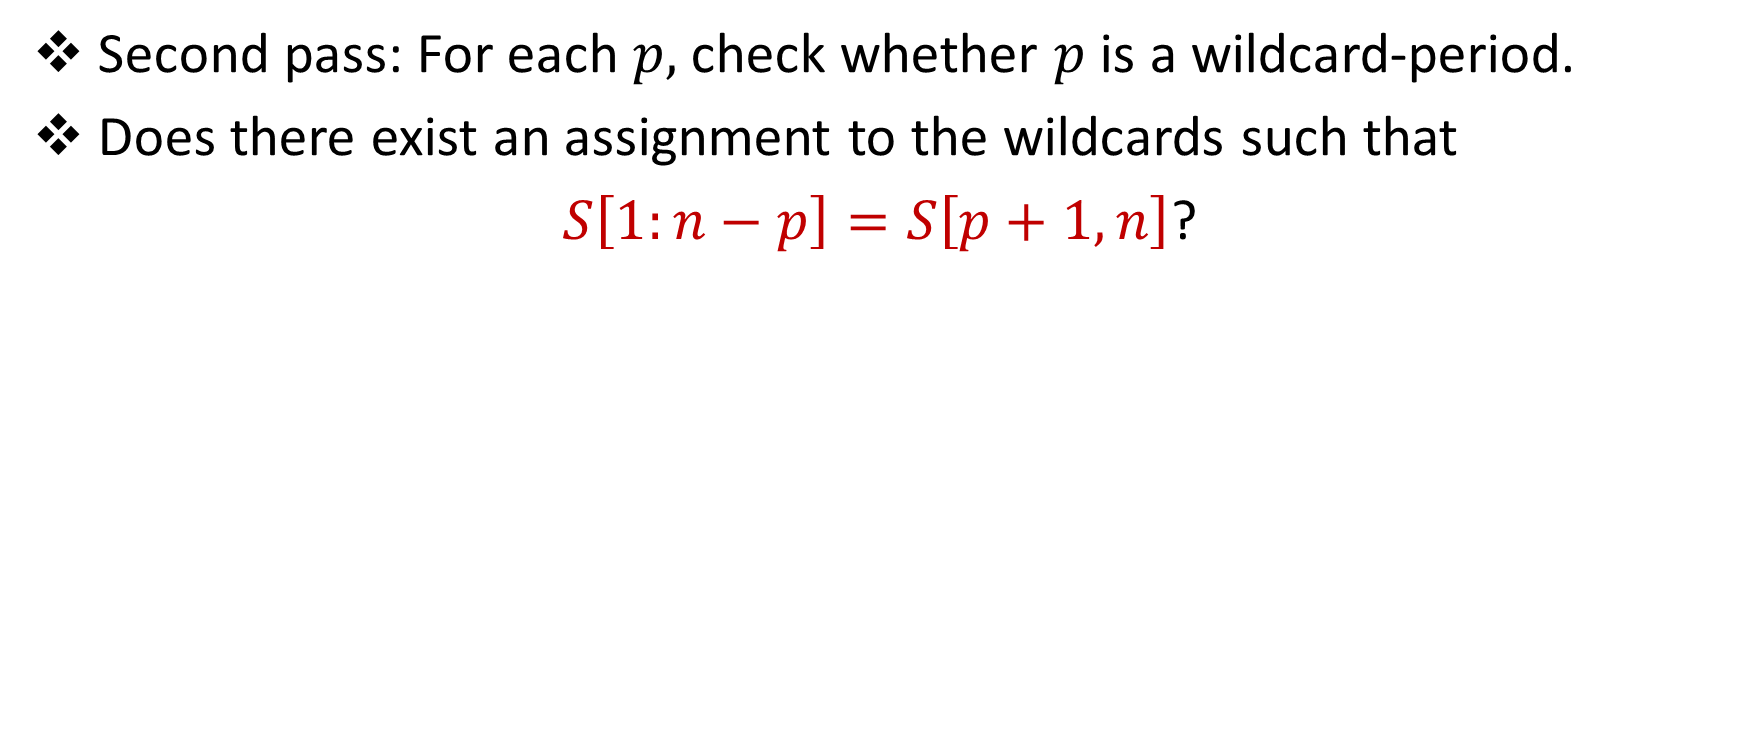 ❖ Second pass: For each 𝑝, check whether 𝑝 is a wildcard-period.
❖ Does there exist an assignment to the wildcards such that
𝑆[1: 𝑛 − 𝑝] = 𝑆[𝑝 + 1, 𝑛]?